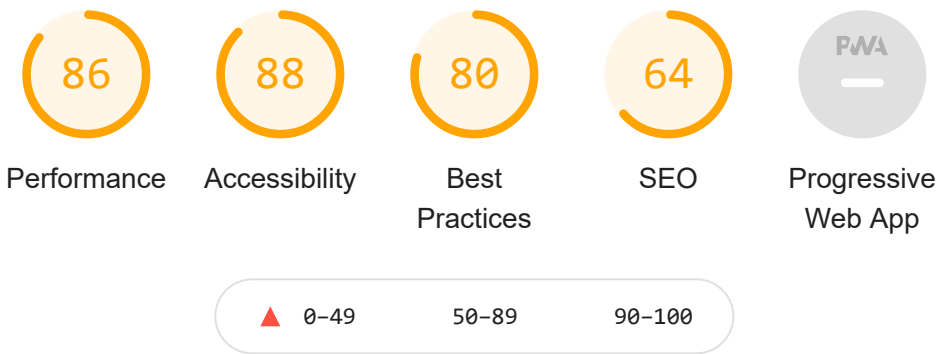 86 88 80 64 PWA
Performance Accessibility Best SEO Progressive
Practices Web App
0–49 50–89 90–100